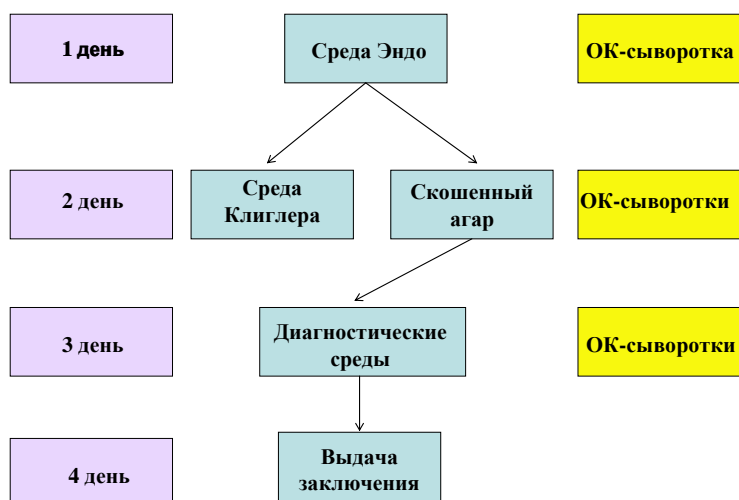 1 день
Среда Эндо
ОК-сыворотка
2 день
Среда
Клиглера
Скошенный
агар
ОК-сыворотки
3 день
Диагностические
среды
ОК-сыворотки
4 день
Выдача
заключения